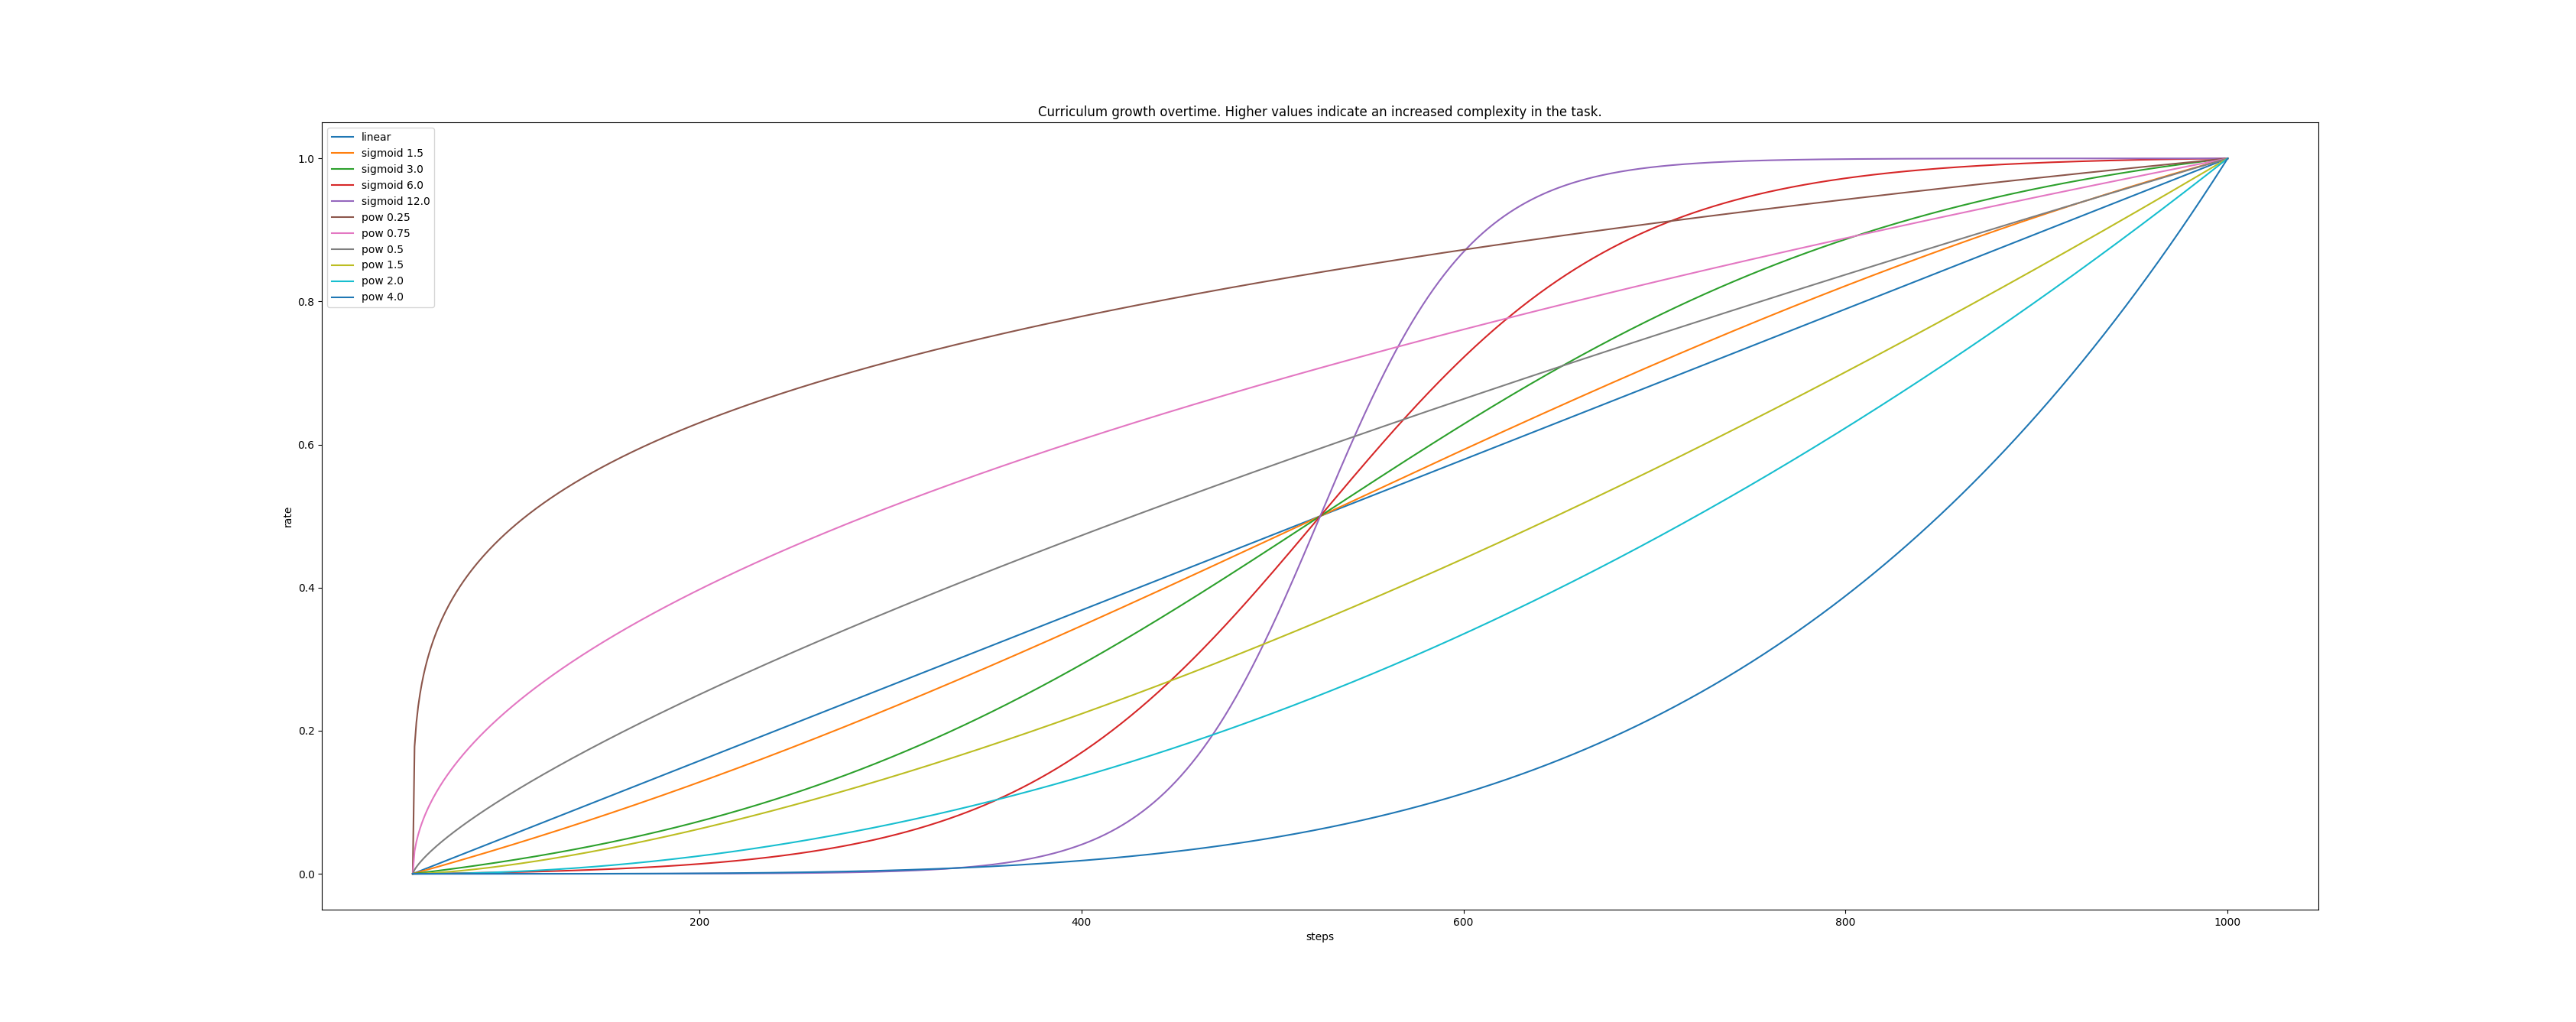 Curriculum growth overtime. Higher values indicate an increased complexity in the task.
linear
sigmoid 1.5
sigmoid 3.0
sigmoid 6.0
sigmoid 12.0
pow 0.25
pow 0.75
pow 0.5
pow 1.5
pow 2.0
pow 4.0
1.0
0.8
0.6
0.4
0.2
0.0
rate
200 400 600 800 1000
steps